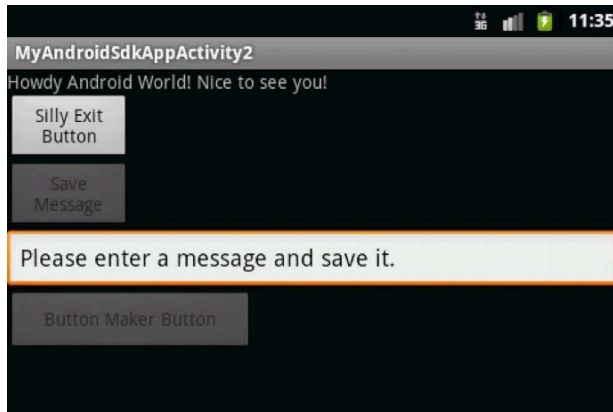 3G 11:35
MyAndroidSdkAppActivity2
Howdy Android World! Nice to see you!
Silly Exit
Button
Save
Message
Please enter a message and save it.
Button Maker Button